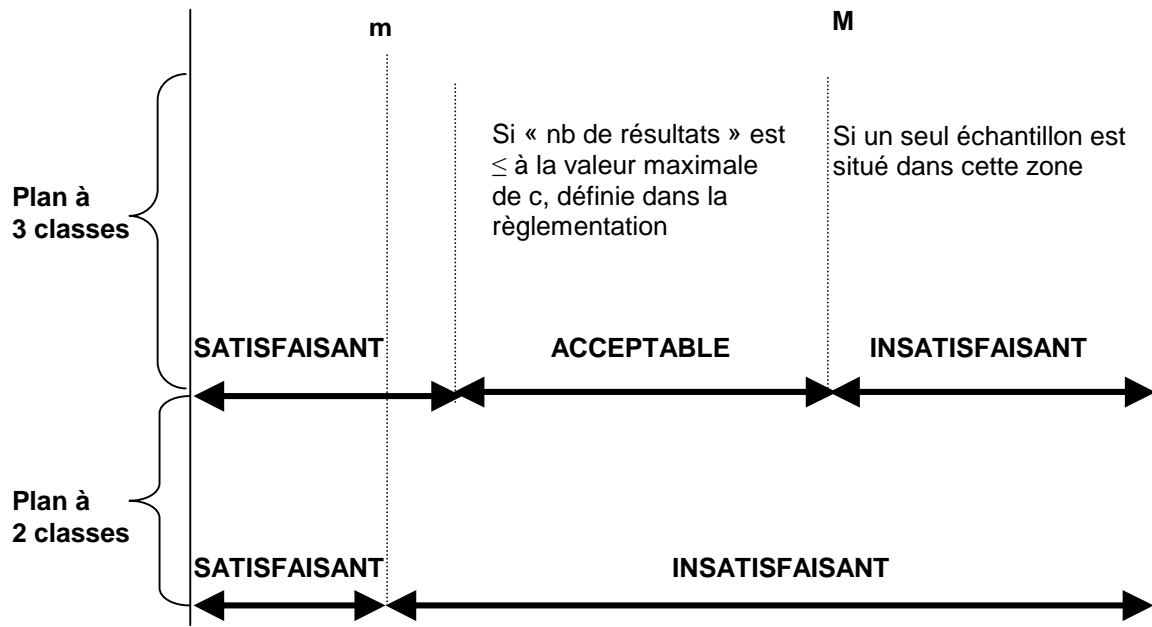 m
M
Plan à
3 classes
Si « nb de résultats » est
≤ à la valeur maximale
de c, définie dans la
règlementation
Si un seul échantillon est
situé dans cette zone
SATISFAISANT
ACCEPTABLE
INSATISFAISANT
Plan à
2 classes
SATISFAISANT
INSATISFAISANT